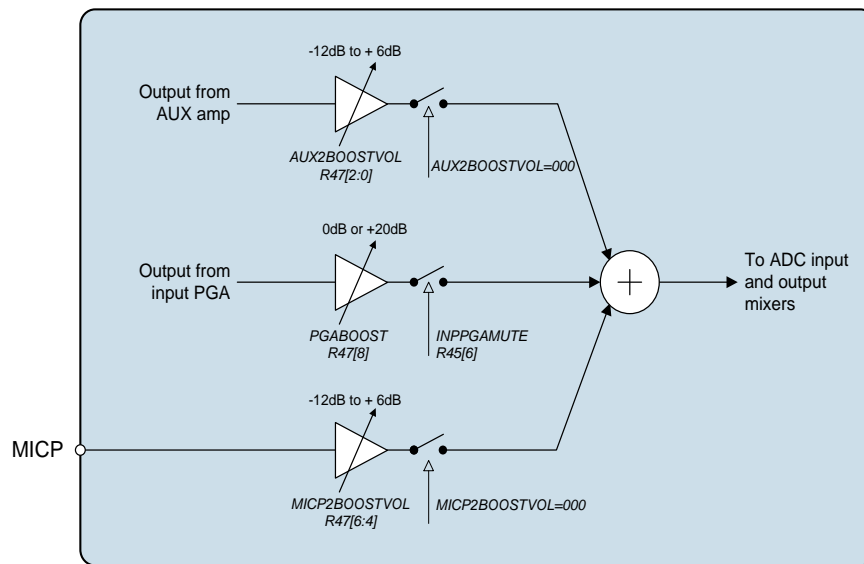 -12dB to + 6dB
Output from
AUX amp
AUX2BOOSTVOL
R47[2:0]
AUX2BOOSTVOL=000
0dB or +20dB
Output from
input PGA
PGABOOST
R47[8]
INPPGAMUTE
R45[6]
+
To ADC input
and output
mixers
-12dB to + 6dB
MICP
MICP2BOOSTVOL
R47[6:4]
MICP2BOOSTVOL=000